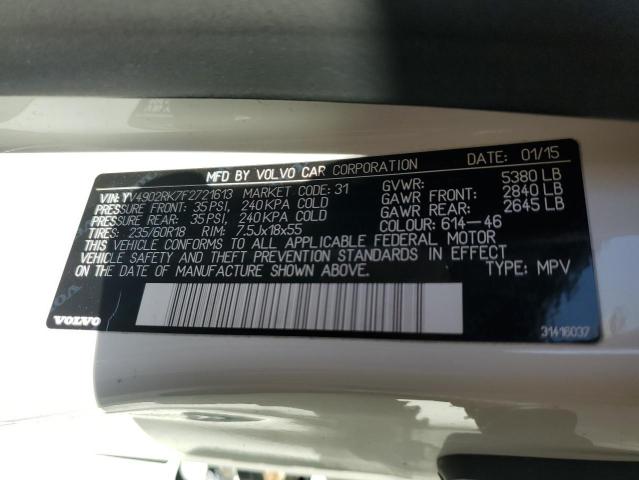 MFD BY VOLVO CAR CORPORATION DATE: 01/15
VIN: YV4902RK7F2721613 MARKET CODE: 31 GVWR: 5380 LB
PRESSURE FRONT: 35 PSI, 240 KPA COLD GAWR FRONT: 2840 LB
PRESSURE REAR: 35 PSI, 240 KPA COLD GAWR REAR: 2645 LB
TIRES: 235/60R18 RIM: 7.5Jx18x55 COLOUR: 614-46
THIS VEHICLE CONFORMS TO ALL APPLICABLE FEDERAL MOTOR
VEHICLE SAFETY AND THEFT PREVENTION STANDARDS IN EFFECT
ON THE DATE OF MANUFACTURE SHOWN ABOVE. TYPE: MPV
VOLVO 31416037